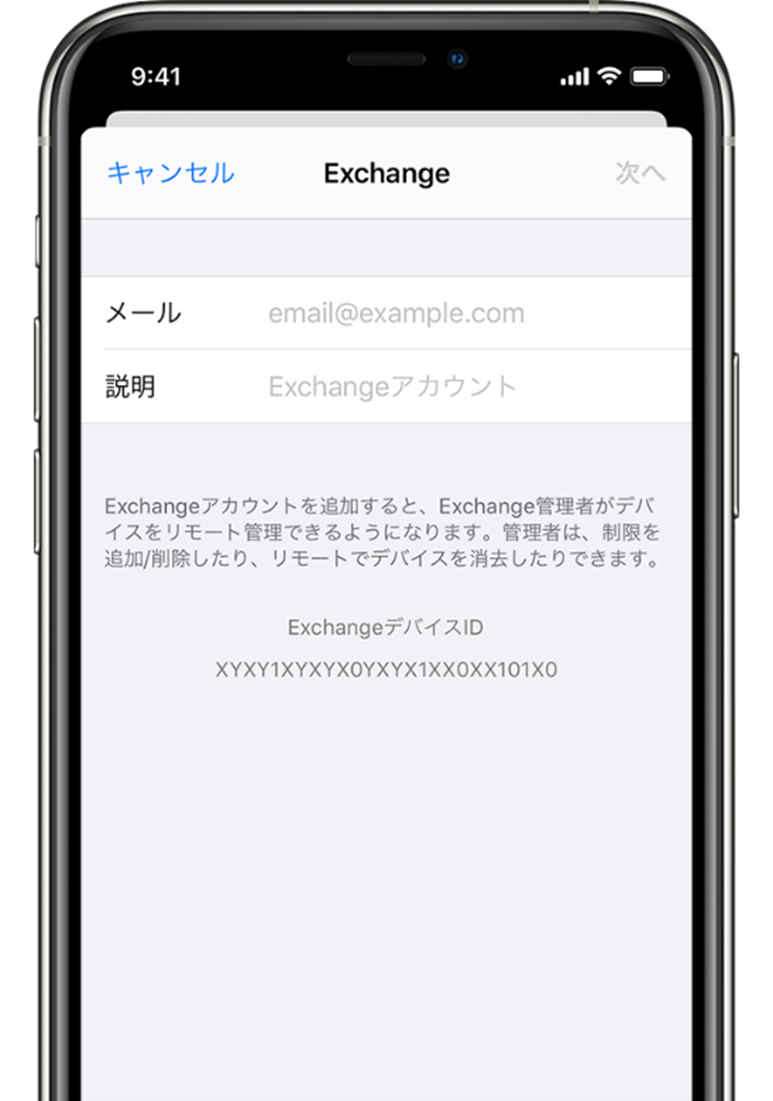 9:41
キャンセル Exchange 次へ
メール email@example.com
説明 Exchangeアカウント
Exchangeアカウントを追加すると、Exchange管理者がデバ
イスをリモート管理できるようになります。管理者は、制限を
追加/削除したり、リモートでデバイスを消去したりできます。
ExchangeデバイスID
XYXY1XYXYX0YXYX1XX0XX101X0